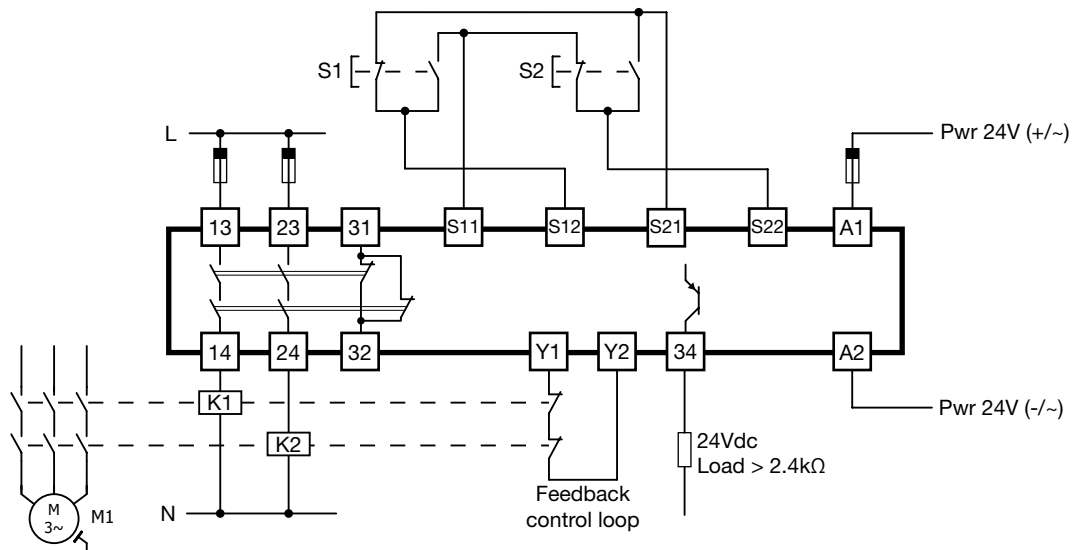 S1
S2
L
Pwr 24V (+/~)
13
23
31
S11
S12
S21
S22
A1
14
24
32
Y1
Y2
34
A2
K1
Pwr 24V (-/~)
K2
24Vdc
Load > 2.4kΩ
Feedback
control loop
N
M
3~
M1